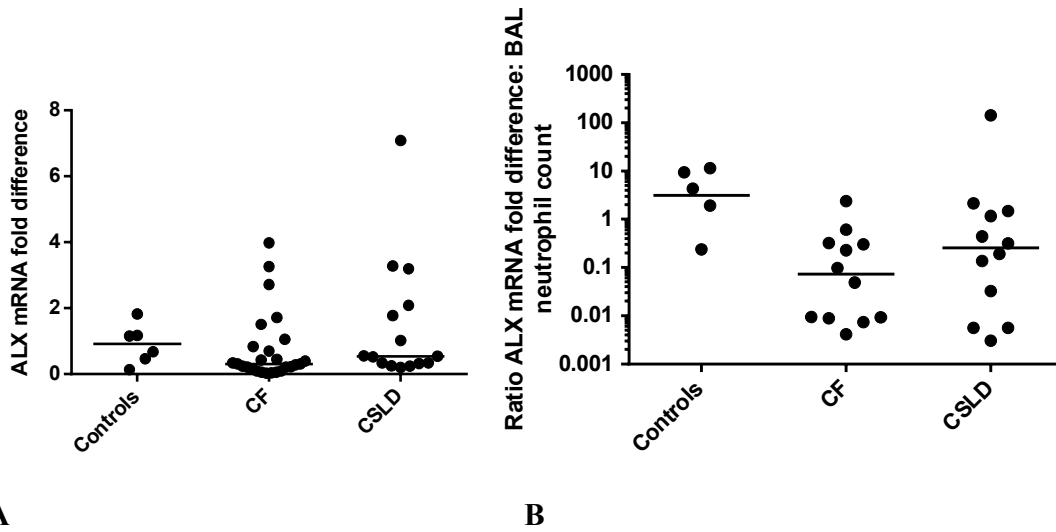 ALX mRNA fold difference
8
6
4
2
0
Controls
CF
CSLD
A
Ratio ALX mRNA fold difference: BAL
neutrophil count
1000
100
10
1
0.1
0.01
0.001
Controls
CF
CSLD
B